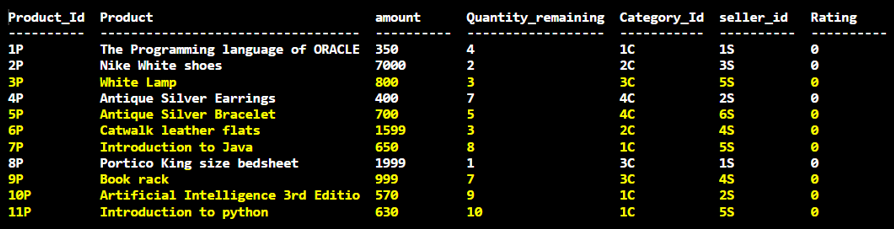 Product_Id  Product                            amount      Quantity_remaining  Category_Id  seller_id   Rating
----------  ---------------------------------- ----------  ------------------  -----------  ----------  ----------
1P          The Programming language of ORACLE 350         4                   1C           1S          0
2P          Nike White shoes                   7000        2                   2C           3S          0
3P          White Lamp                         800         3                   3C           5S          0
4P          Antique Silver Earrings            400         7                   4C           2S          0
5P          Antique Silver Bracelet            700         5                   4C           6S          0
6P          Catwalk leather flats              1599        3                   2C           4S          0
7P          Introduction to Java               650         8                   1C           5S          0
8P          Portico King size bedsheet         1999        1                   3C           1S          0
9P          Book rack                          999         7                   3C           4S          0
10P         Artificial Intelligence 3rd Editio 570         9                   1C           2S          0
11P         Introduction to python             630         10                  1C           5S          0